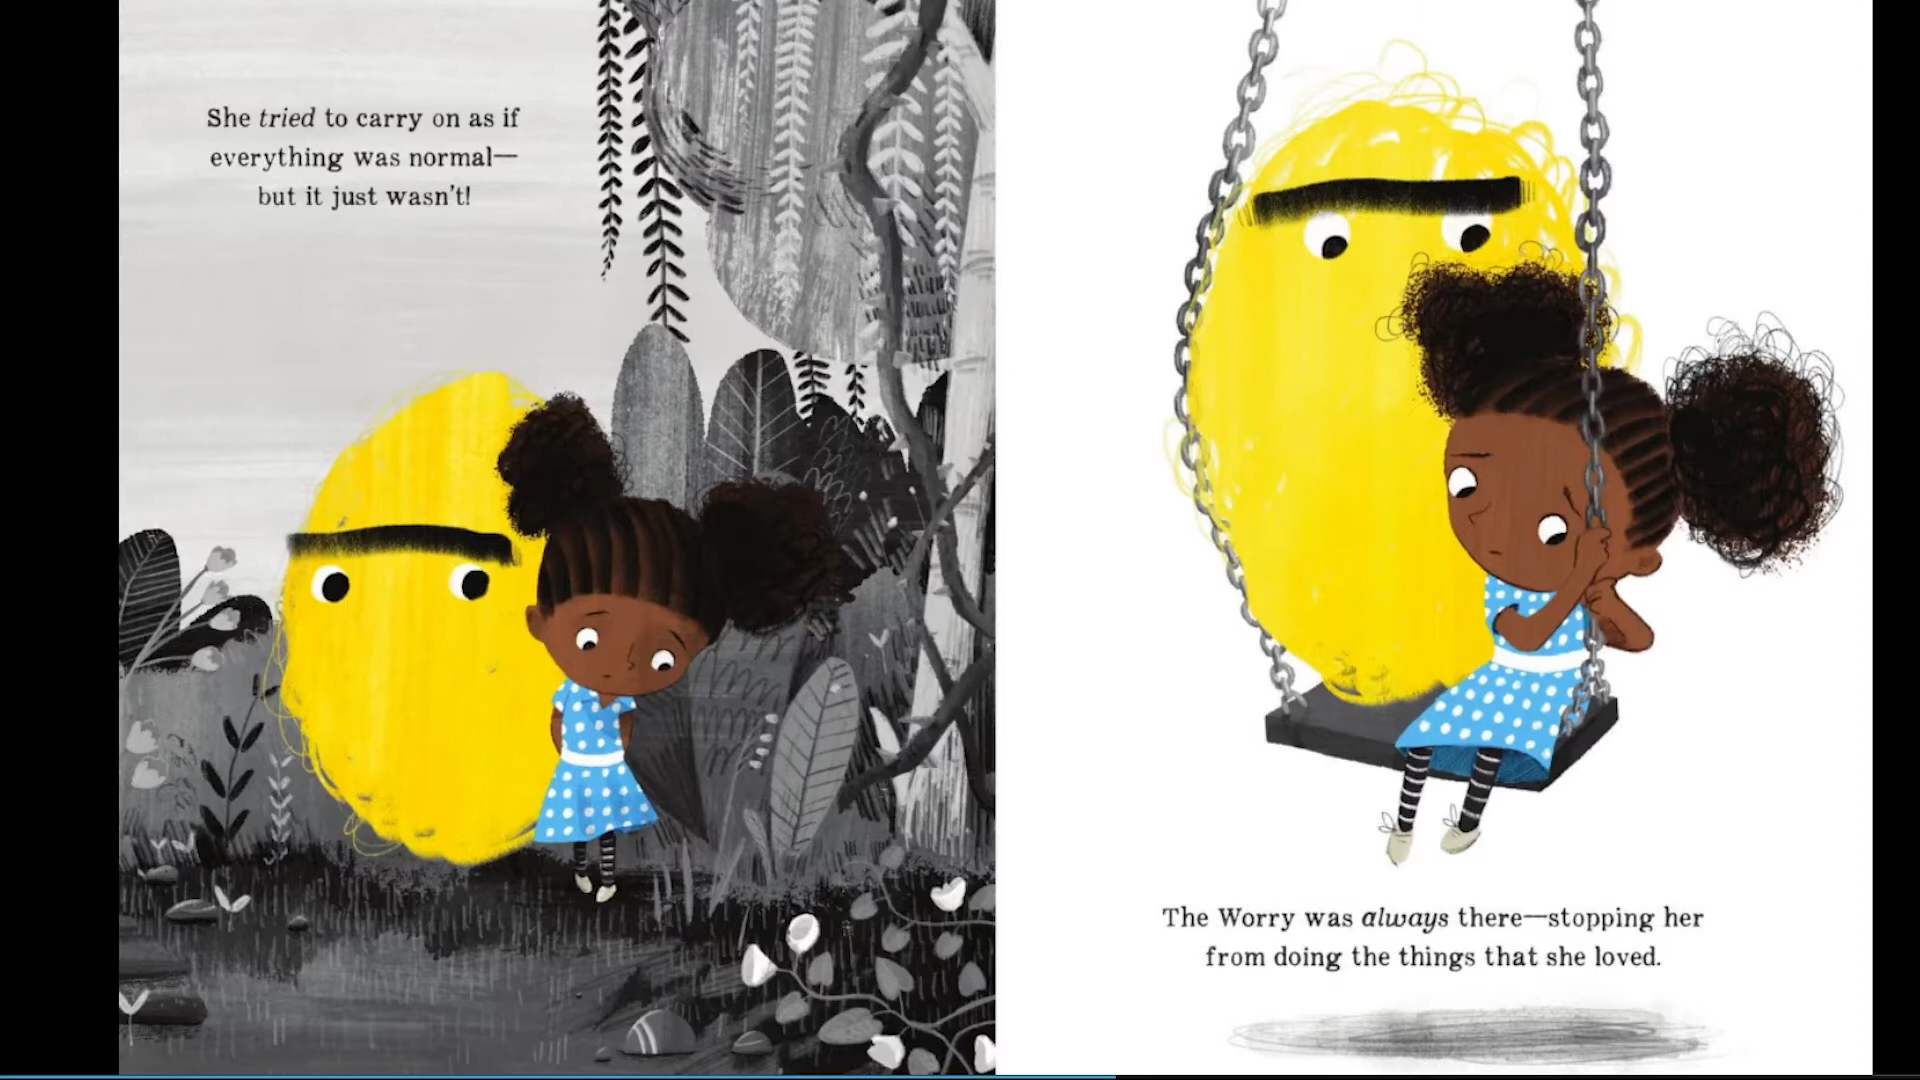 She tried to carry on as if
everything was normal—
but it just wasn't!
The Worry was always there—stopping her
from doing the things that she loved.